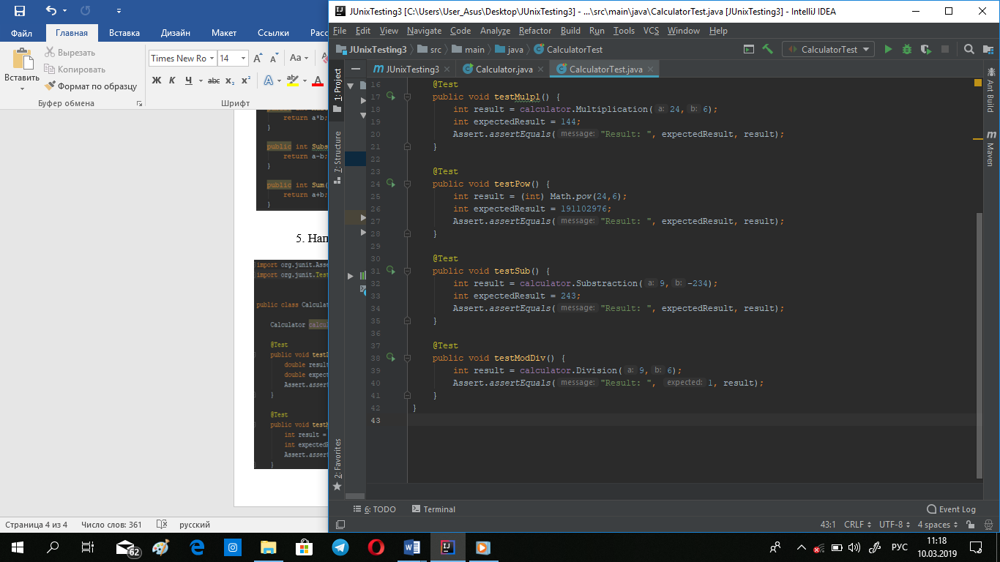 JUnixTesting3 [C:\Users\User_Asus\Desktop\JUnixTesting3] - ...\src\main\java\CalculatorTest.java [JUnixTesting3] - IntelliJ IDEA
Файл Главная Вставка Дизайн Макет Ссылки Расс
File Edit View Navigate Code Analyze Refactor Build Run Tools VCS Window Help
Вставить
Вырезать
Копировать
Формат по образцу
Буфер обмена
Times New Ro 14 Aa
Ж К Ч abc x₂ x² A aby A
Шрифт
JUnixTesting3 src main java CalculatorTest
CalculatorTest
JUnixTesting3 Calculator.java CalculatorTest.java
1: Project
7: Structure
2: Favorites
Ant Build
Maven
return a*b;
}
public int Subs
return a-b;
}
public int Sum(
return a+b;
}
5. Нап
import org.junit.Asse
import org.junit.Test
public class Calculat
Calculator calcul
@Test
public void test
double result
double expect
Assert.assert
}
@Test
public void testM
int result =
int expectedR
Assert.assert
}
16 @Test
17 public void testMulpl() {
18 int result = calculator.Multiplication( a: 24, b: 6);
19 int expectedResult = 144;
20 Assert.assertEquals( message: "Result: ", expectedResult, result);
21 }
22
23 @Test
24 public void testPow() {
25 int result = (int) Math.pow(24,6);
26 int expectedResult = 191102976;
27 Assert.assertEquals( message: "Result: ", expectedResult, result);
28 }
29
30 @Test
31 public void testSub() {
32 int result = calculator.Substraction( a: 9, b: -234);
33 int expectedResult = 243;
34 Assert.assertEquals( message: "Result: ", expectedResult, result);
35 }
36
37 @Test
38 public void testModDiv() {
39 int result = calculator.Division( a: 9, b: 6);
40 Assert.assertEquals( message: "Result: ", expected: 1, result);
41 }
42 }
43
6: TODO Terminal Event Log
43:1 CRLF UTF-8 4 spaces
Страница 4 из 4 Число слов: 361 русский
62
РУС
11:18
10.03.2019